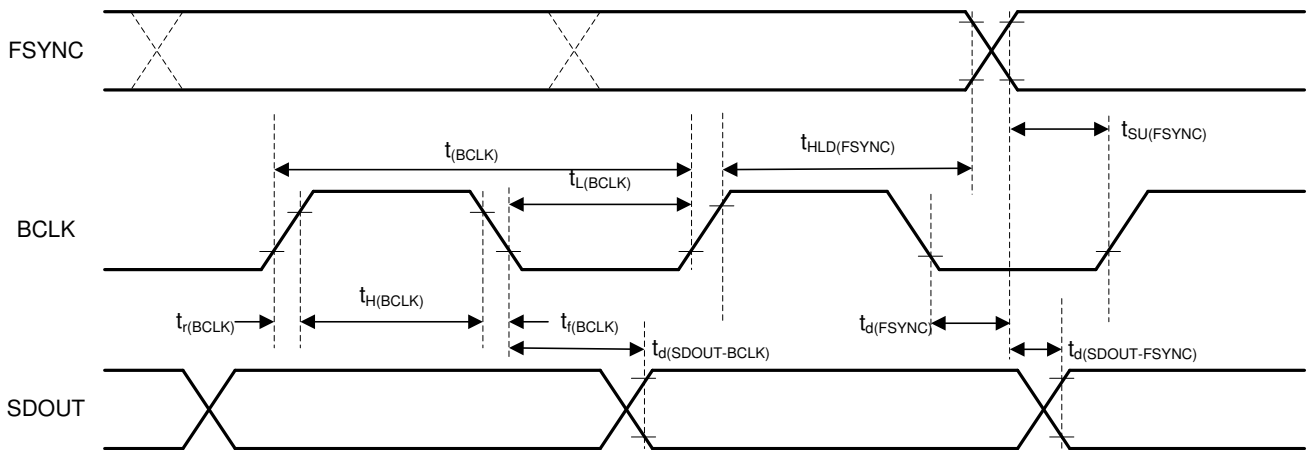 FSYNC
t(BCLK)
tHLD(FSYNC)
tSU(FSYNC)
tL(BCLK)
BCLK
tr(BCLK)
tH(BCLK)
tf(BCLK)
td(FSYNC)
td(SDOUT-BCLK)
td(SDOUT-FSYNC)
SDOUT